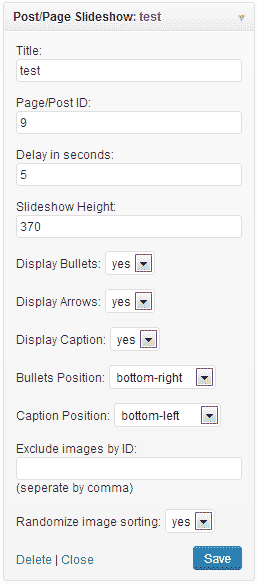 Post/Page Slideshow: test
Title:
test
Page/Post ID:
9
Delay in seconds:
5
Slideshow Height:
370
Display Bullets: yes
Display Arrows: yes
Display Caption: yes
Bullets Position: bottom-right
Caption Position: bottom-left
Exclude images by ID:
(seperate by comma)
Randomize image sorting: yes
Delete | Close Save